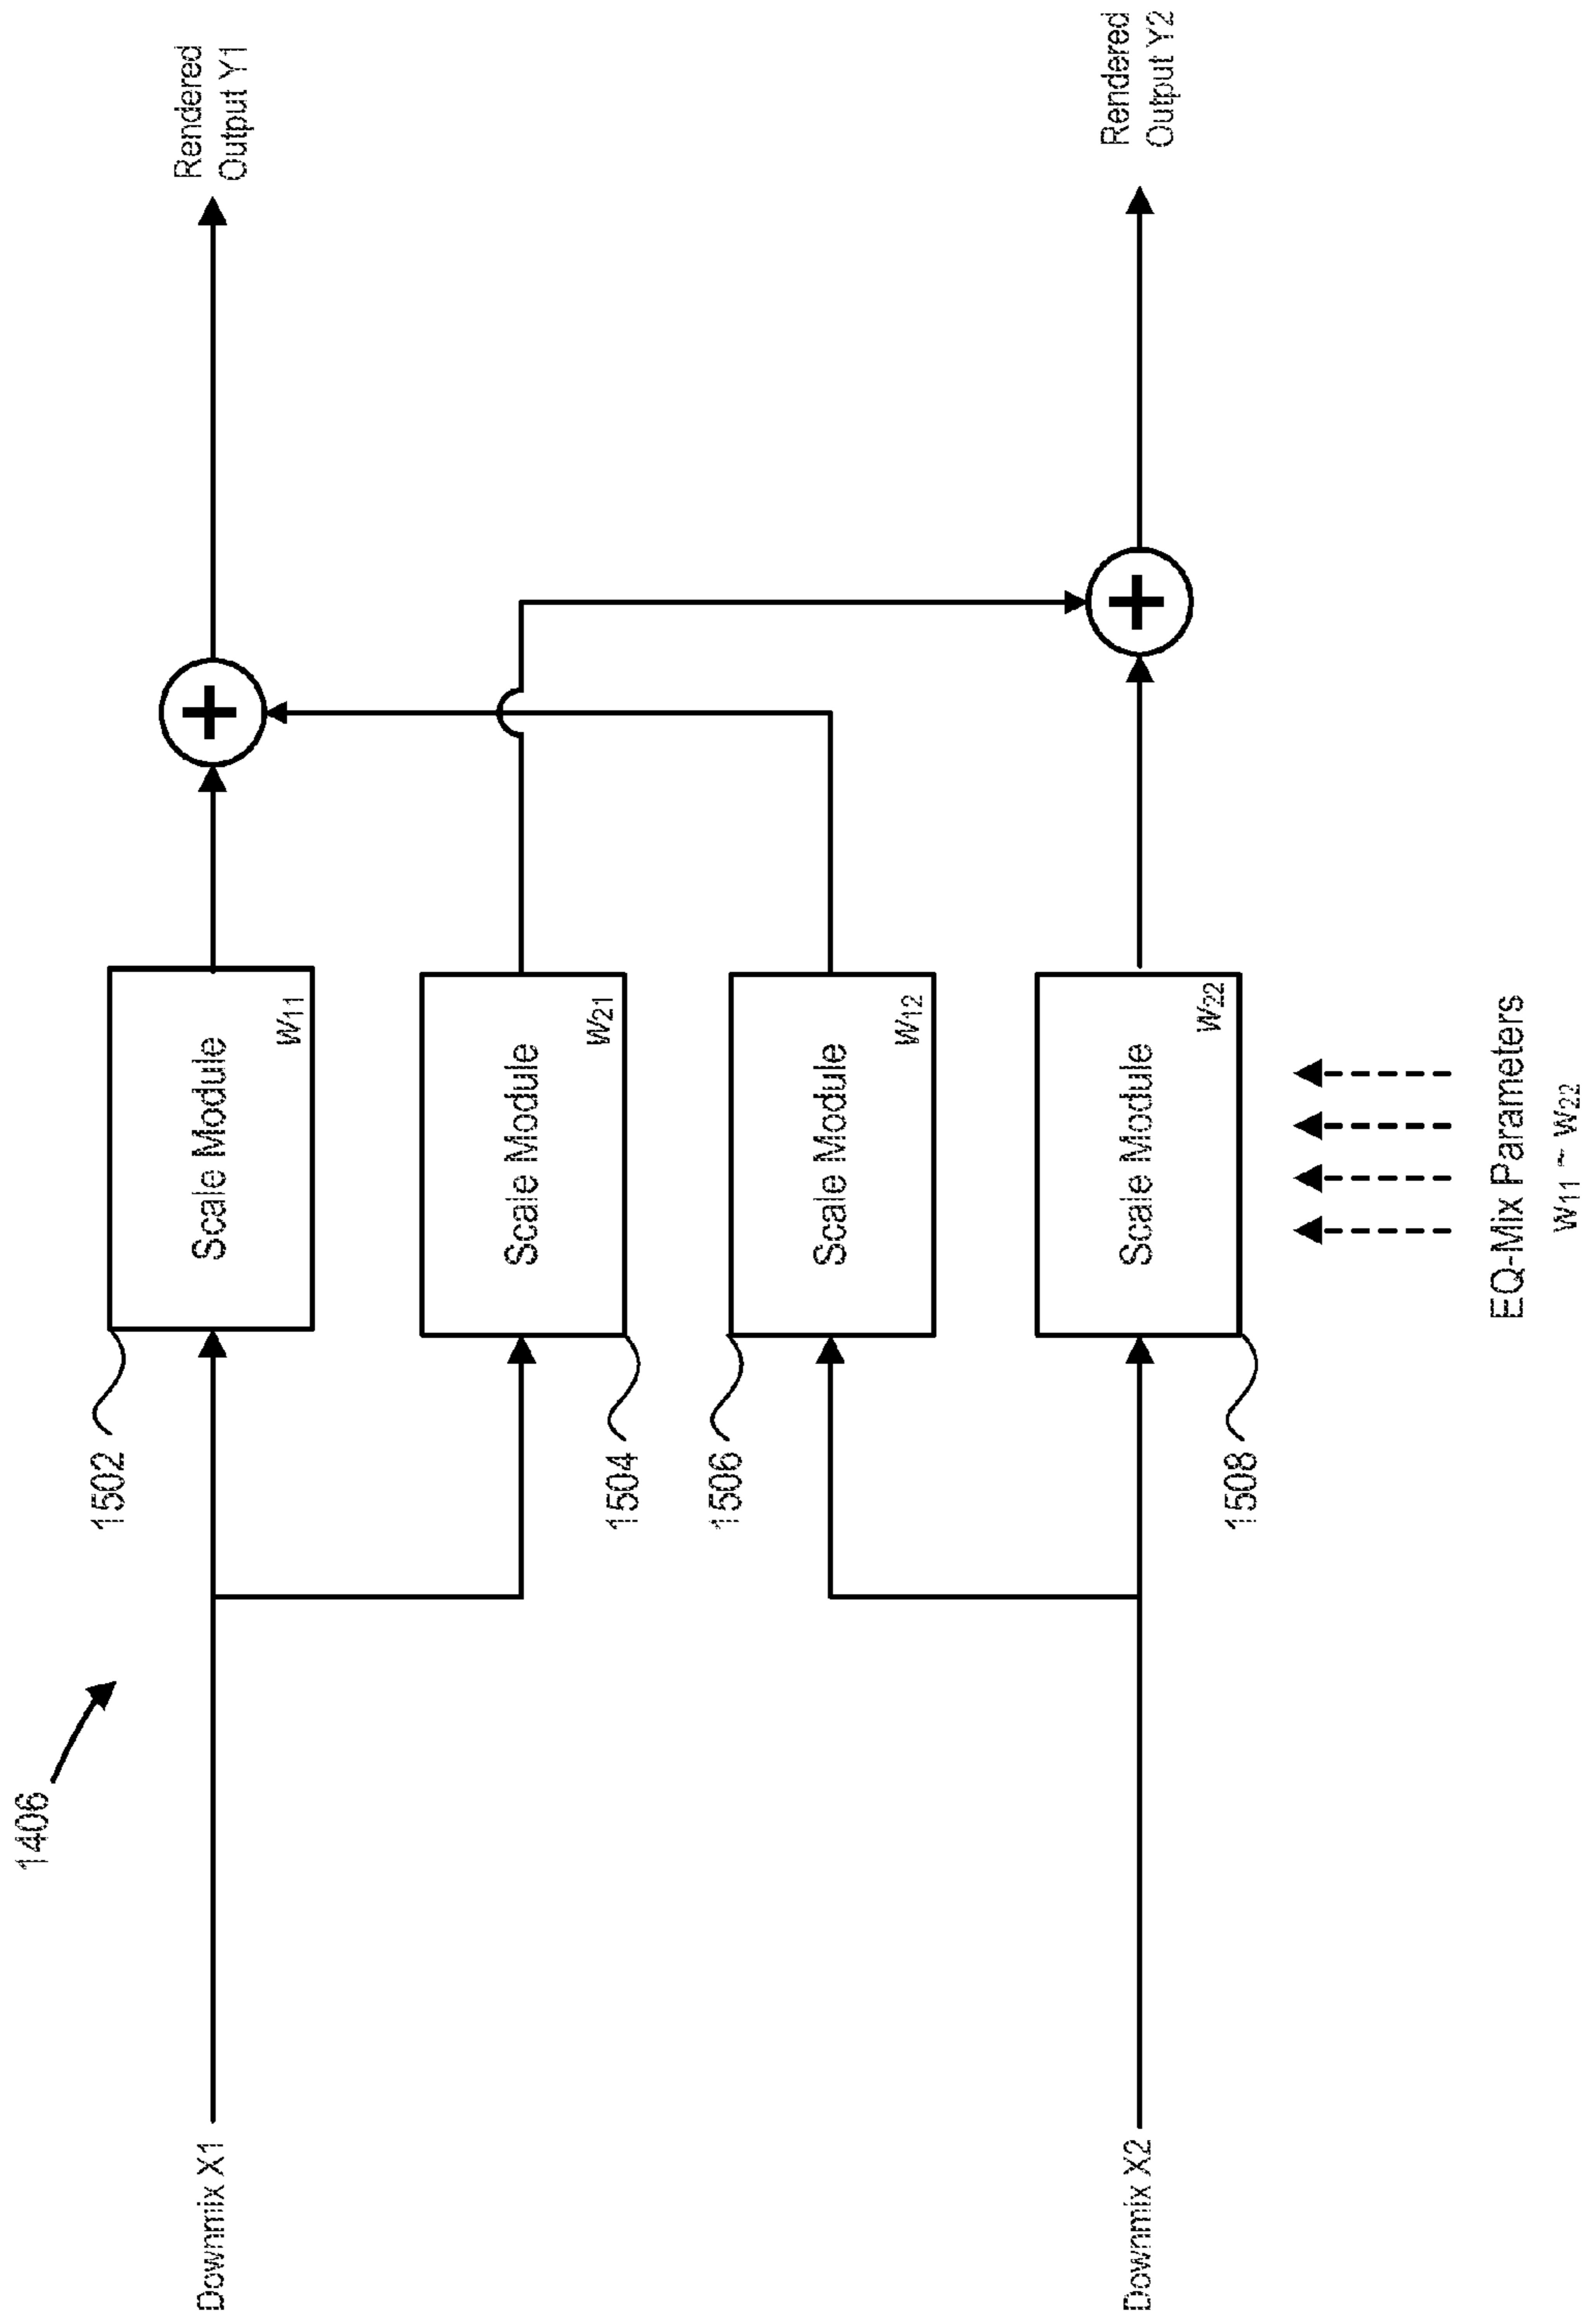 1406
Downmix X1
Downmix X2
1502
Scale Module
W11
1504
Scale Module
W21
1506
Scale Module
W12
1508
Scale Module
W22
EQ-Mix Parameters
W11 ~ W22
Rendered
Output Y1
Rendered
Output Y2